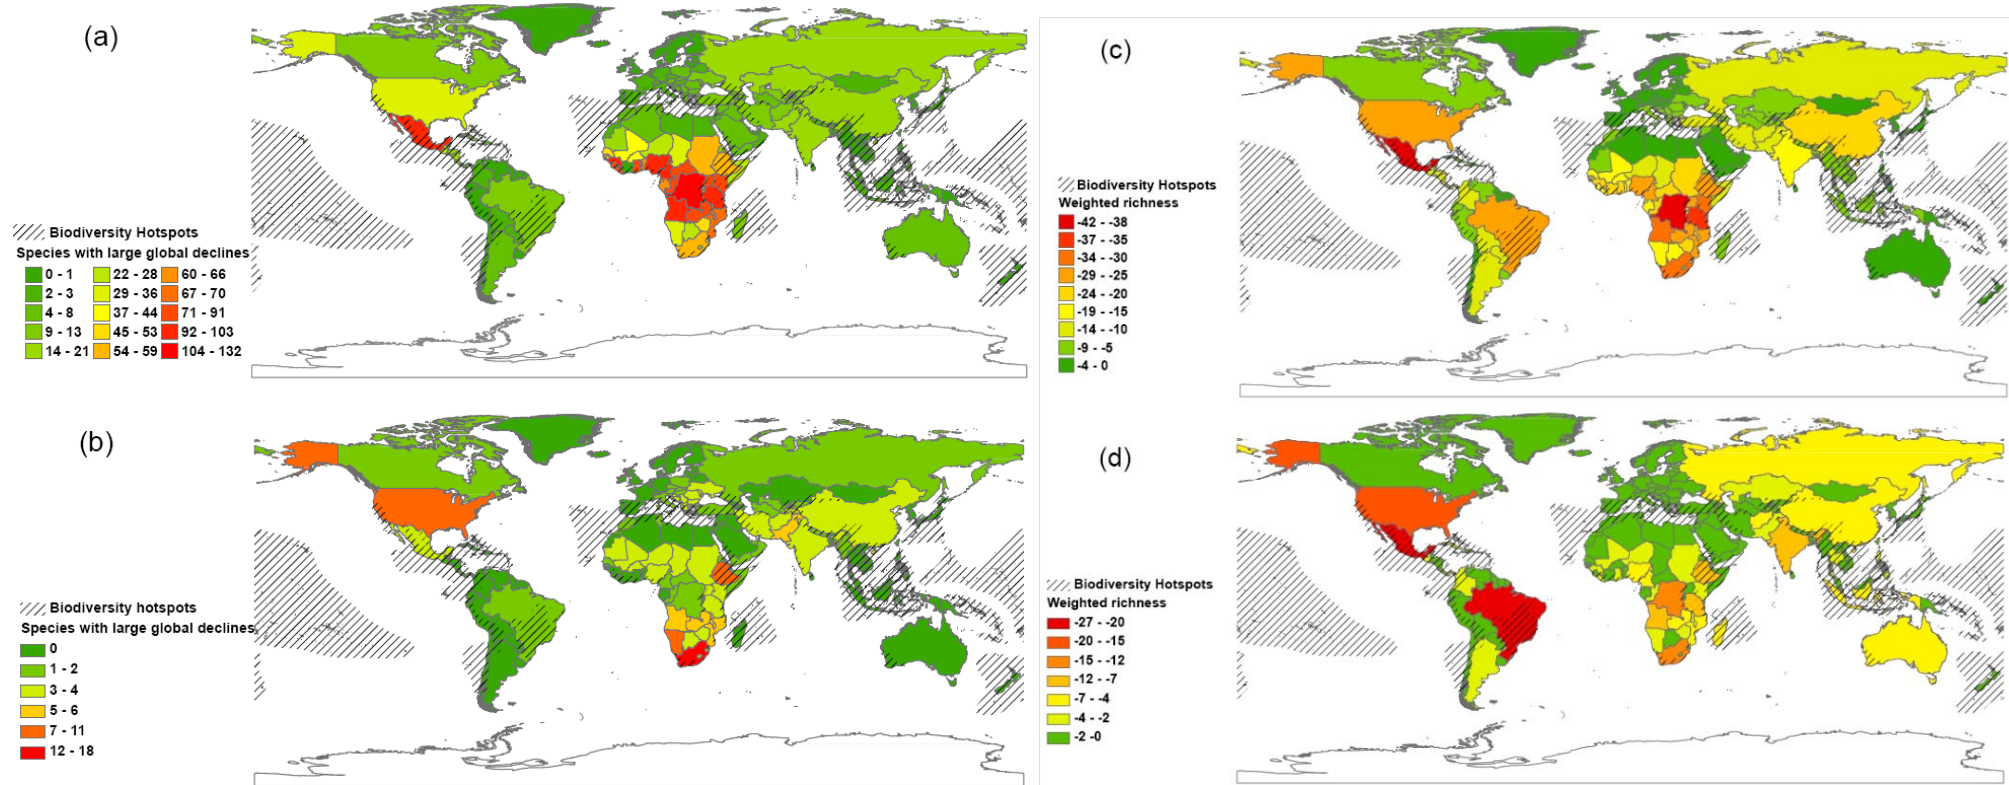 (a)
Biodiversity Hotspots
Species with large global declines
0 - 1 22 - 28 60 - 66
2 - 3 29 - 36 67 - 70
4 - 8 37 - 44 71 - 91
9 - 13 45 - 53 92 - 103
14 - 21 54 - 59 104 - 132
(b)
Biodiversity hotspots
Species with large global declines
0
1 - 2
3 - 4
5 - 6
7 - 11
12 - 18
(c)
Biodiversity Hotspots
Weighted richness
-42 - -38
-37 - -35
-34 - -30
-29 - -25
-24 - -20
-19 - -15
-14 - -10
-9 - -5
-4 - 0
(d)
Biodiversity Hotspots
Weighted richness
-27 - -20
-20 - -15
-15 - -12
-12 - -7
-7 - -4
-4 - -2
-2 -0